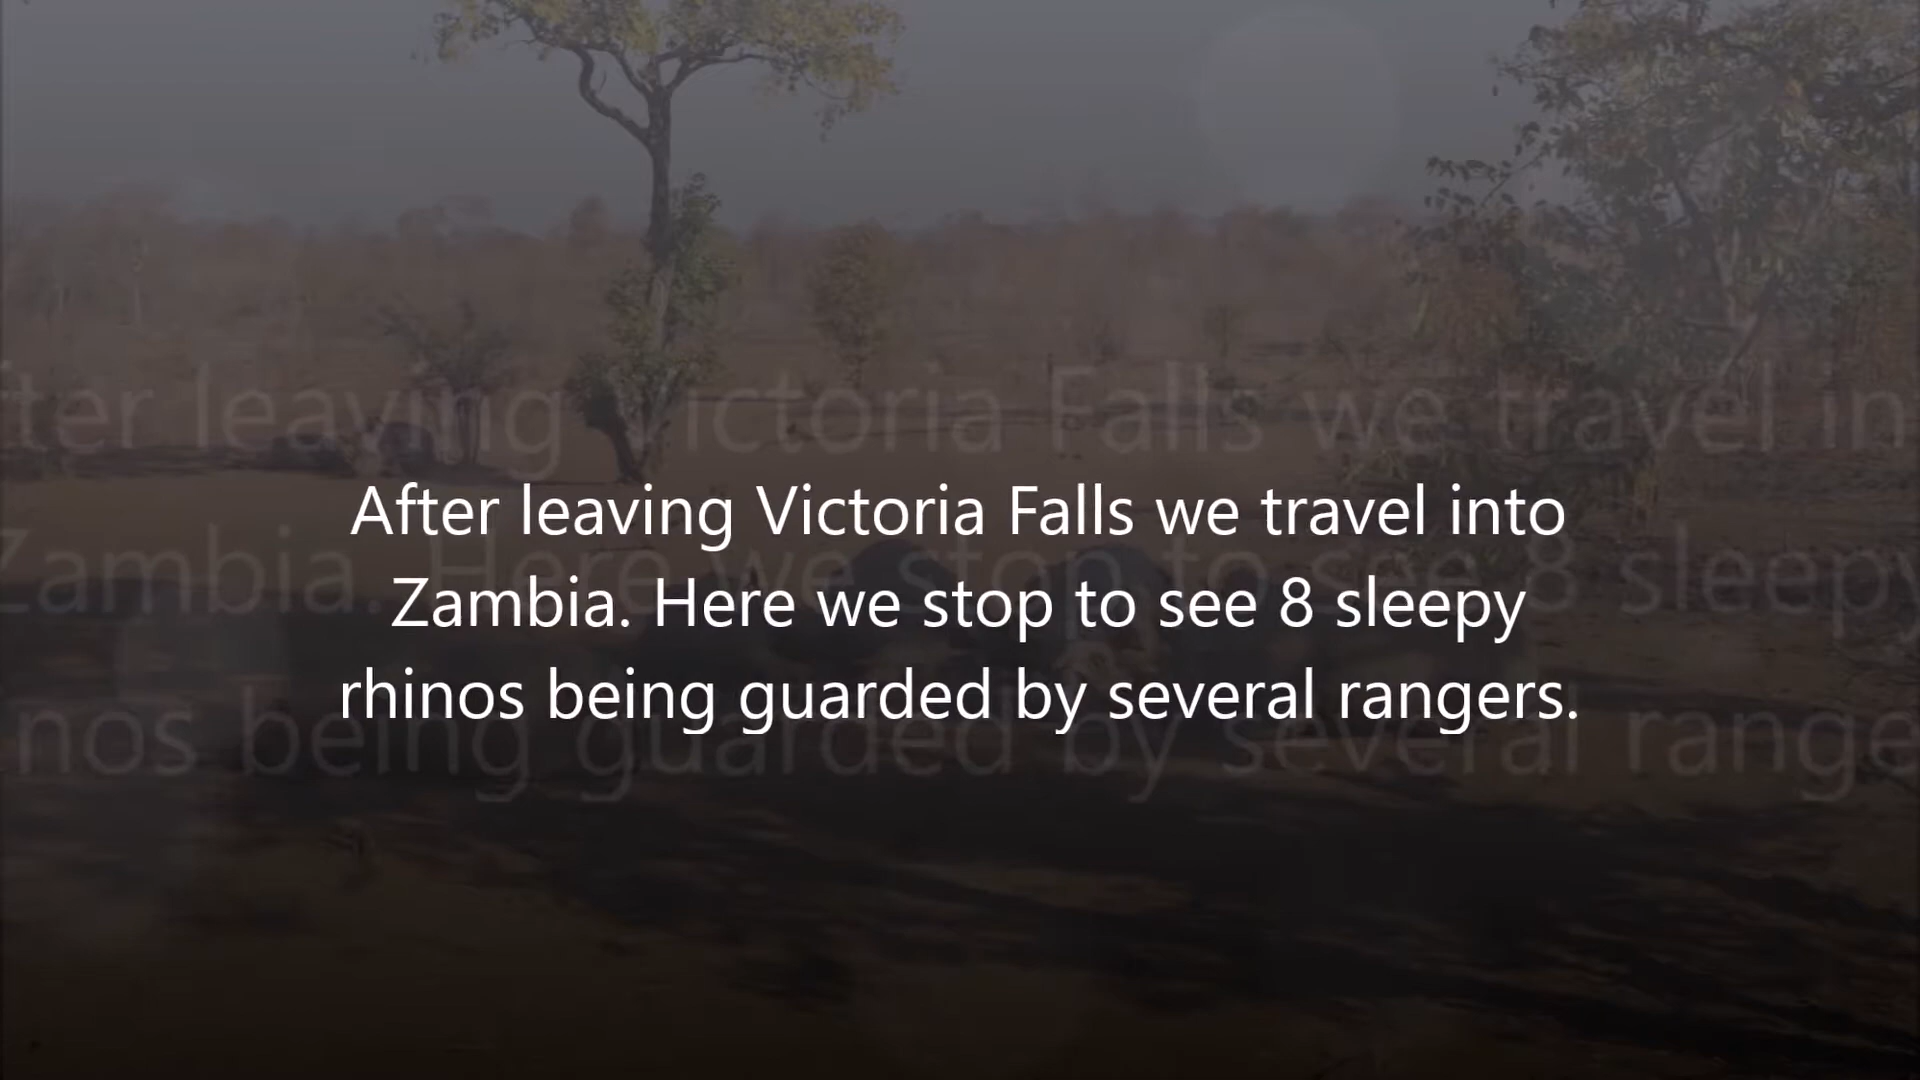 After leaving Victoria Falls we travel into
Zambia. Here we stop to see 8 sleepy
rhinos being guarded by several rangers.